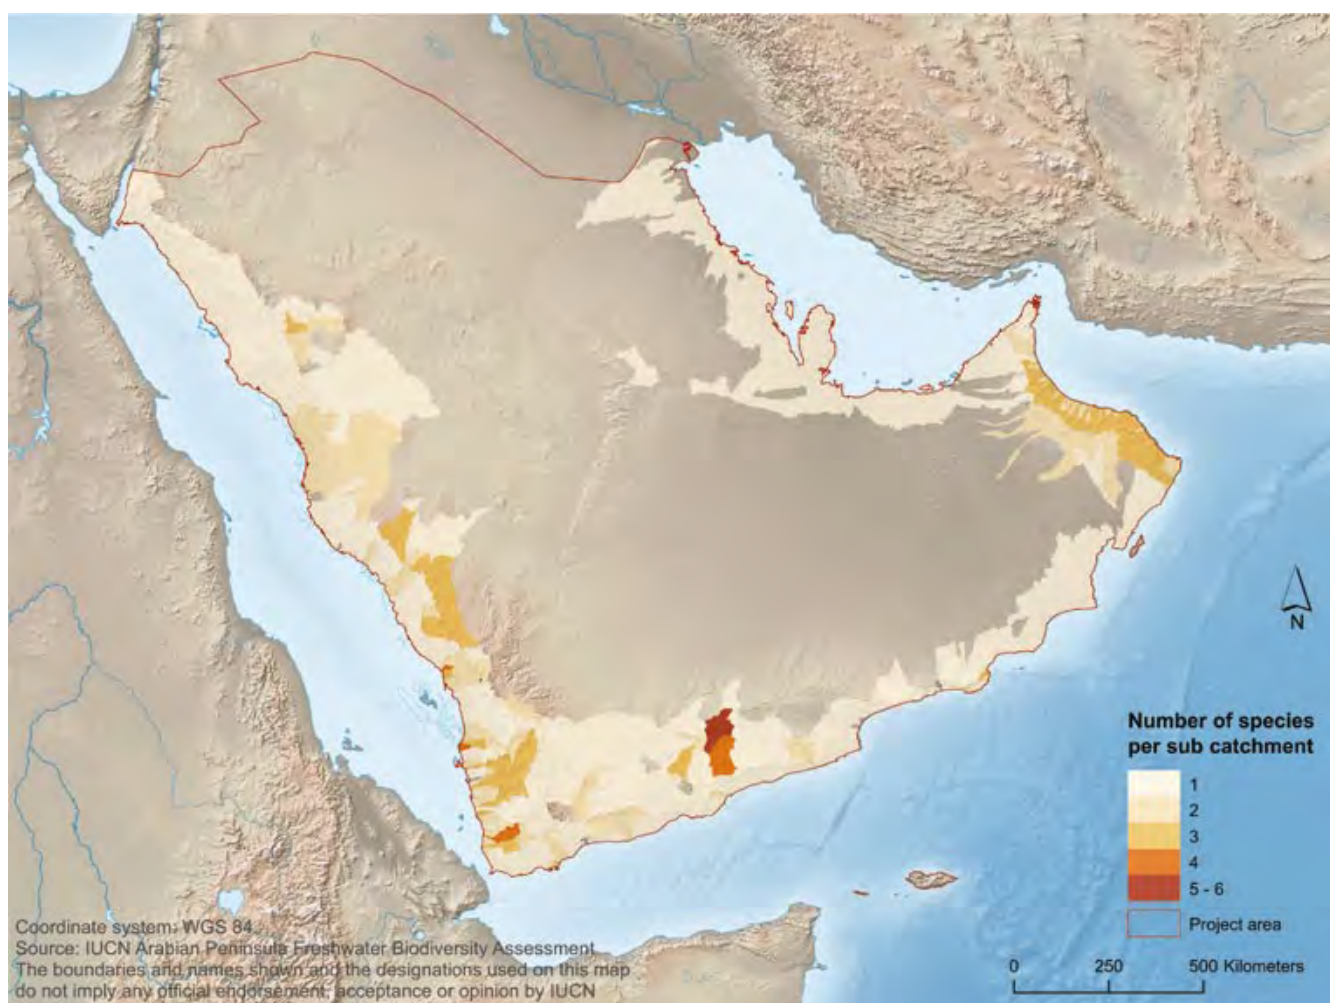 N
Number of species
per sub catchment
1
2
3
4
5 - 6
Project area
0 250 500 Kilometers
Coordinate system: WGS 84
Source: IUCN Arabian Peninsula Freshwater Biodiversity Assessment
The boundaries and names shown and the designations used on this map
do not imply any official endorsement, acceptance or opinion by IUCN